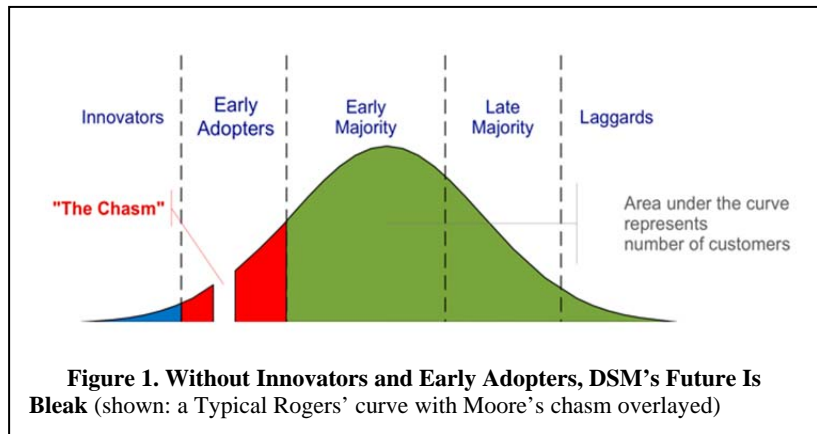 Innovators
Early
Adopters
Early
Majority
Late
Majority
Laggards
"The Chasm"
Area under the curve
represents
number of customers
Figure 1. Without Innovators and Early Adopters, DSM’s Future Is
Bleak (shown: a Typical Rogers’ curve with Moore’s chasm overlayed)